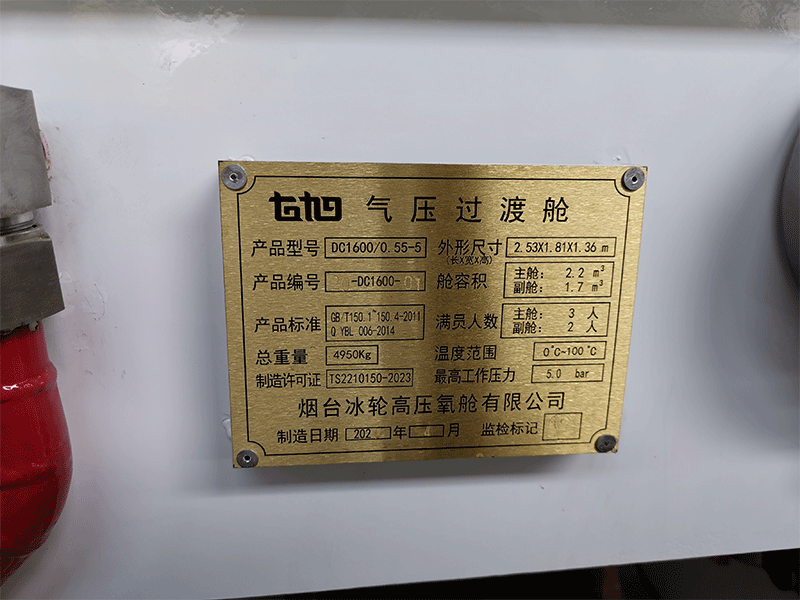 气压过渡舱
产品型号 DC1600/0.55-5 外形尺寸 (长X宽X高) 2.53X1.81X1.36 m
产品编号 -DC1600- 舱容积 主舱: 2.2 m³
副舱: 1.7 m³
产品标准 GB/T150.1~150.4-2011 满员人数 主舱: 3 人
Q YBL 006-2014 副舱: 2 人
总重量 4950Kg 温度范围 0℃-100℃
制造许可证 TS2210150-2023 最高工作压力 5.0 bar
烟台冰轮高压氧舱有限公司
制造日期 202 年 4 月 监检标记